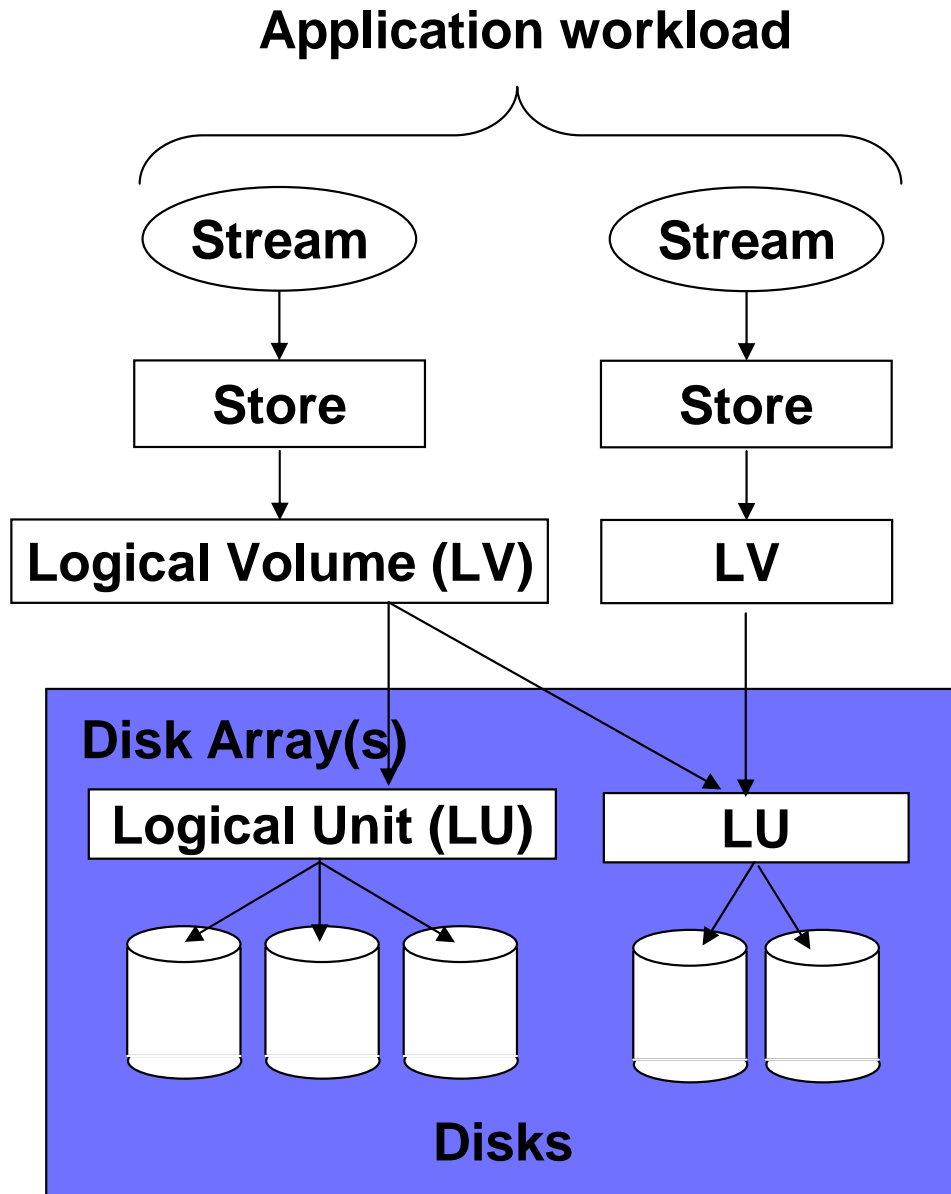 Application workload
Stream
Stream
Store
Store
Logical Volume (LV)
LV
Disk Array(s)
Logical Unit (LU)
LU
Disks